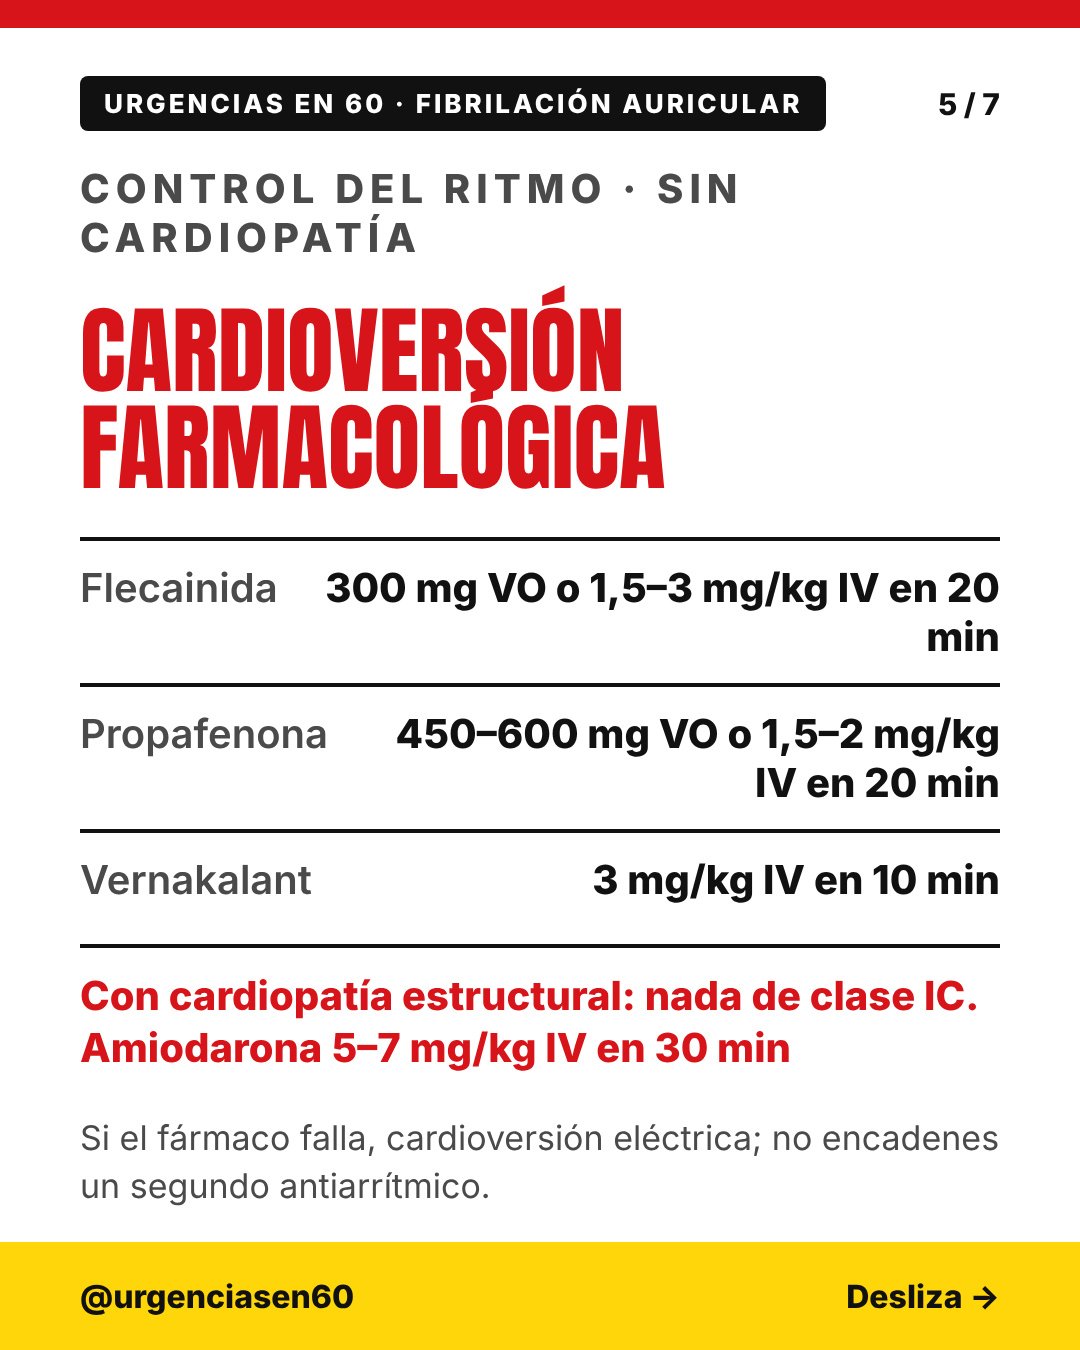 URGENCIAS EN 60 · FIBRILACIÓN AURICULAR
5 / 7
CONTROL DEL RITMO · SIN
CARDIOPATÍA
CARDIOVERSIÓN
FARMACOLÓGICA
Flecainida 300 mg VO o 1,5–3 mg/kg IV en 20
min
Propafenona 450–600 mg VO o 1,5–2 mg/kg
IV en 20 min
Vernakalant 3 mg/kg IV en 10 min
Con cardiopatía estructural: nada de clase IC.
Amiodarona 5–7 mg/kg IV en 30 min
Si el fármaco falla, cardioversión eléctrica; no encadenes
un segundo antiarrítmico.
@urgenciasen60
Desliza →